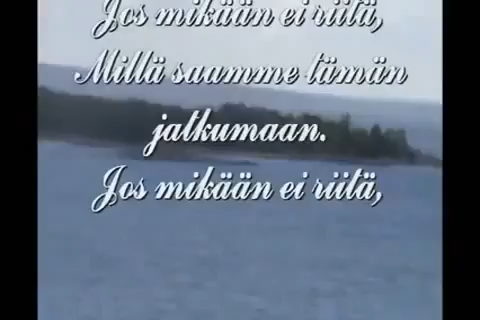 Jos mikään ei riitä,
Millä saamme tämän
jatkumaan.
Jos mikään ei riitä,